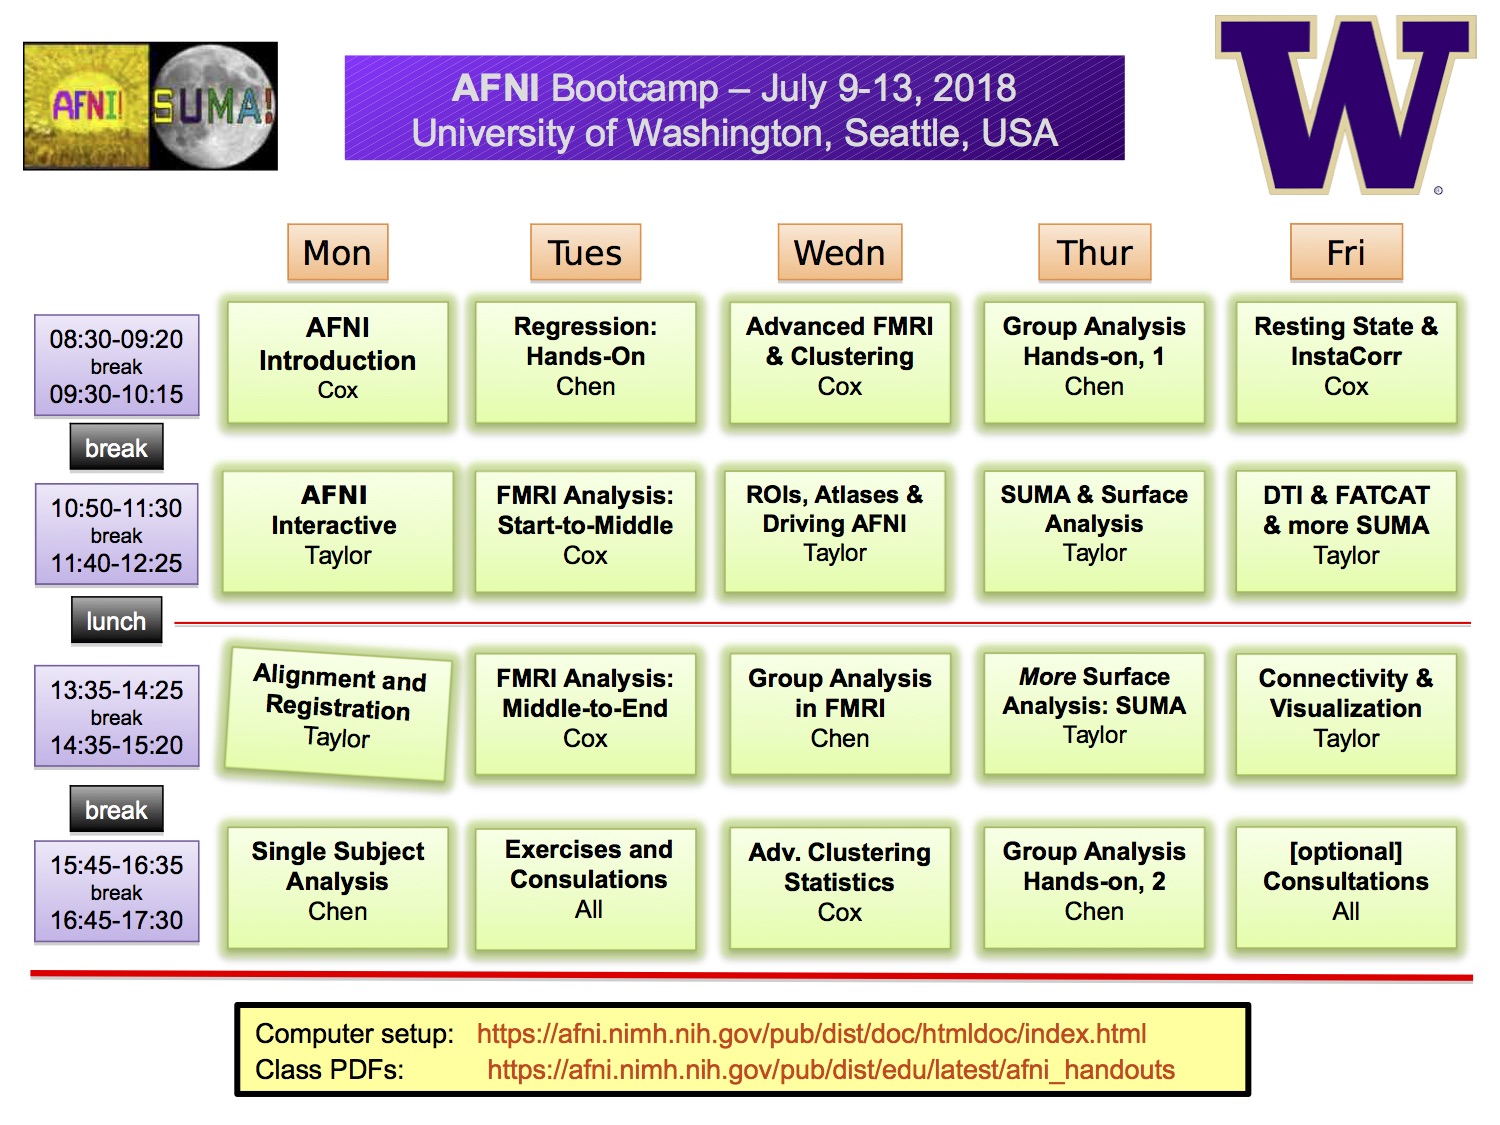 AFNI!
SUMA!
AFNI Bootcamp – July 9-13, 2018
University of Washington, Seattle, USA
W
®
Mon
Tues
Wedn
Thur
Fri
08:30-09:20
break
09:30-10:15
AFNI
Introduction
Cox
Regression:
Hands-On
Chen
Advanced FMRI
& Clustering
Cox
Group Analysis
Hands-on, 1
Chen
Resting State &
InstaCorr
Cox
break
10:50-11:30
break
11:40-12:25
AFNI
Interactive
Taylor
FMRI Analysis:
Start-to-Middle
Cox
ROIs, Atlases &
Driving AFNI
Taylor
SUMA & Surface
Analysis
Taylor
DTI & FATCAT
& more SUMA
Taylor
lunch
13:35-14:25
break
14:35-15:20
Alignment and
Registration
Taylor
FMRI Analysis:
Middle-to-End
Cox
Group Analysis
in FMRI
Chen
More Surface
Analysis: SUMA
Taylor
Connectivity &
Visualization
Taylor
break
15:45-16:35
break
16:45-17:30
Single Subject
Analysis
Chen
Exercises and
Consulations
All
Adv. Clustering
Statistics
Cox
Group Analysis
Hands-on, 2
Chen
[optional]
Consultations
All
Computer setup: https://afni.nimh.nih.gov/pub/dist/doc/htmldoc/index.html
Class PDFs: https://afni.nimh.nih.gov/pub/dist/edu/latest/afni_handouts